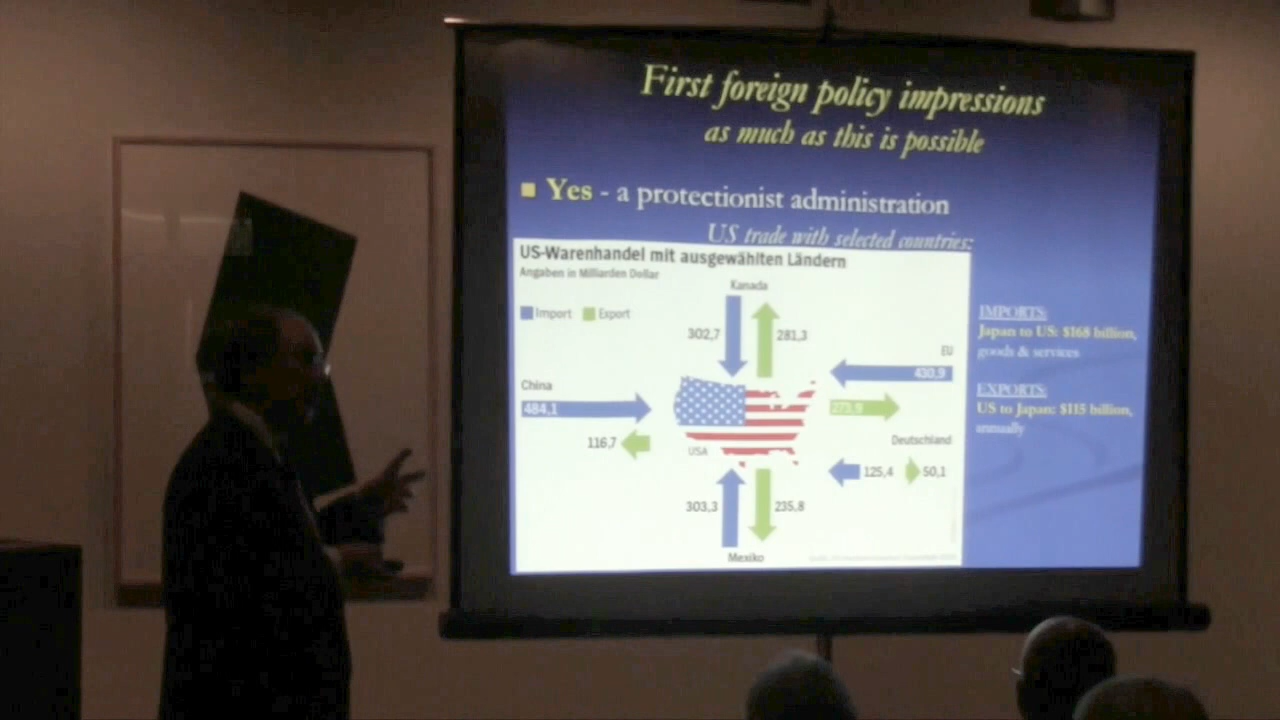 First foreign policy impressions
as much as this is possible
Yes - a protectionist administration
US trade with selected countries:
US-Warenhandel mit ausgewählten Ländern
Angaben in Milliarden Dollar
Import Export
Kanada
302,7 281,3
EU
430,9
China
484,1
116,7
USA
Deutschland
125,4 50,1
303,3 235,8
Mexiko
IMPORTS:
Japan to US: $168 billion,
goods & services
EXPORTS:
US to Japan: $115 billion,
annually